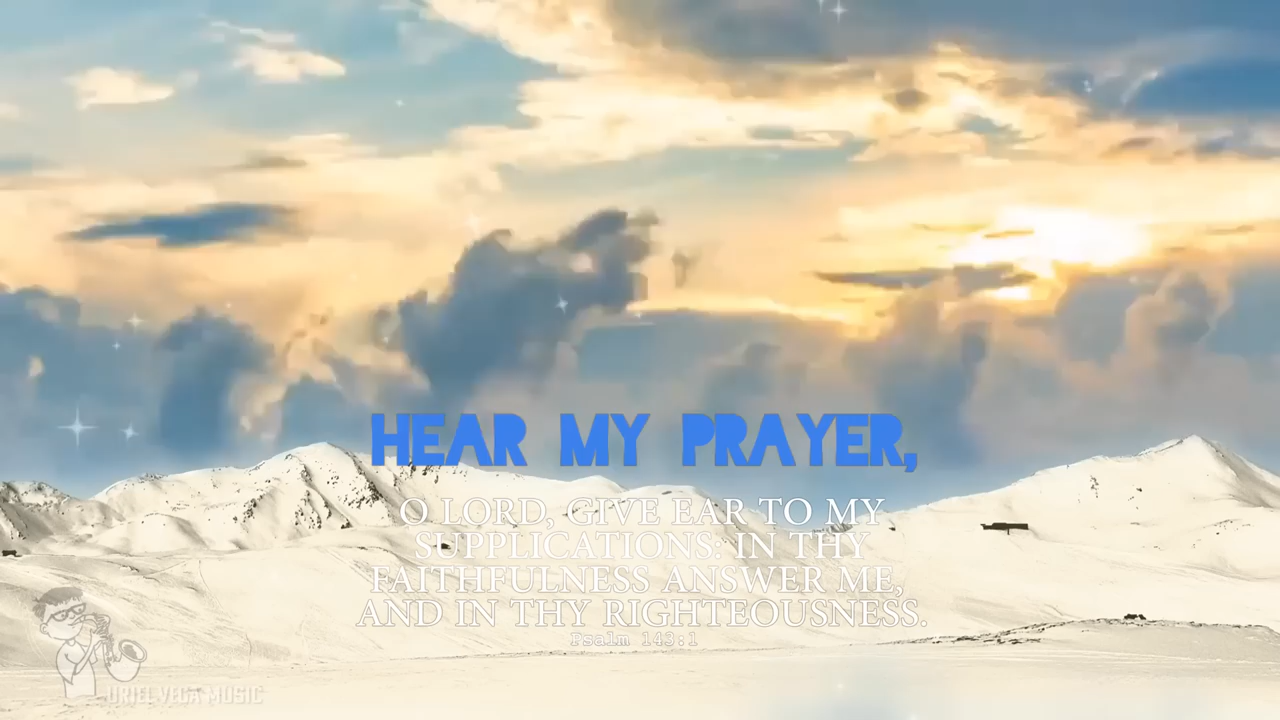 HEAR MY PRAYER,
O LORD, GIVE EAR TO MY
SUPPLICATIONS: IN THY
FAITHFULNESS ANSWER ME,
AND IN THY RIGHTEOUSNESS.
Psalm 143:1
URIEL VEGA MUSIC